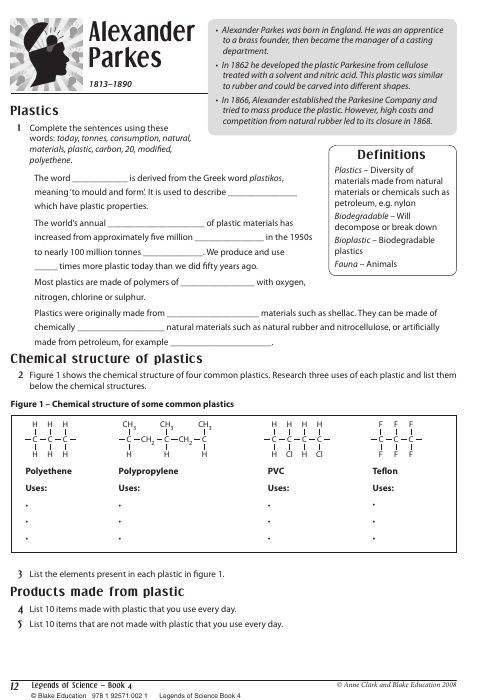 Alexander
Parkes
1813–1890
• Alexander Parkes was born in England. He was an apprentice
to a brass founder, then became the manager of a casting
department.
• In 1862 he developed the plastic Parkesine from cellulose
treated with a solvent and nitric acid. This plastic was similar
to rubber and could be carved into different shapes.
• In 1866, Alexander established the Parkesine Company and
tried to mass produce the plastic. However, high costs and
competition from natural rubber led to its closure in 1868.
Plastics
1 Complete the sentences using these
words: today, tonnes, consumption, natural,
materials, plastic, carbon, 20, modified,
polyethene.
The word ____________ is derived from the Greek word plastikos,
meaning 'to mould and form'. It is used to describe _______________
which have plastic properties.
The world's annual _____________________ of plastic materials has
increased from approximately five million _______________ in the 1950s
to nearly 100 million tonnes _____________. We produce and use
_____ times more plastic today than we did fifty years ago.
Most plastics are made of polymers of ________________ with oxygen,
nitrogen, chlorine or sulphur.
Plastics were originally made from ____________________ materials such as shellac. They can be made of
chemically ___________________ natural materials such as natural rubber and nitrocellulose, or artificially
made from petroleum, for example ______________________.
Definitions
Plastics – Diversity of
materials made from natural
materials or chemicals such as
petroleum, e.g. nylon
Biodegradable – Will
decompose or break down
Bioplastic – Biodegradable
plastics
Fauna – Animals
Chemical structure of plastics
2 Figure 1 shows the chemical structure of four common plastics. Research three uses of each plastic and list them
below the chemical structures.
Figure 1 – Chemical structure of some common plastics
H H H
– C – C – C –
H H H
Polyethene
Uses:
•
•
•
CH3 CH3 CH3
– C – CH2 – C – CH2 – C
H H H
Polypropylene
Uses:
•
•
•
H H H H
– C – C – C – C –
H Cl H Cl
PVC
Uses:
•
•
•
F F F
– C – C – C –
F F F
Teflon
Uses:
•
•
•
3 List the elements present in each plastic in figure 1.
Products made from plastic
4 List 10 items made with plastic that you use every day.
5 List 10 items that are not made with plastic that you use every day.
12 Legends of Science – Book 4
© Anne Clark and Blake Education 2008
© Blake Education 978 1 92571 002 1 Legends of Science Book 4